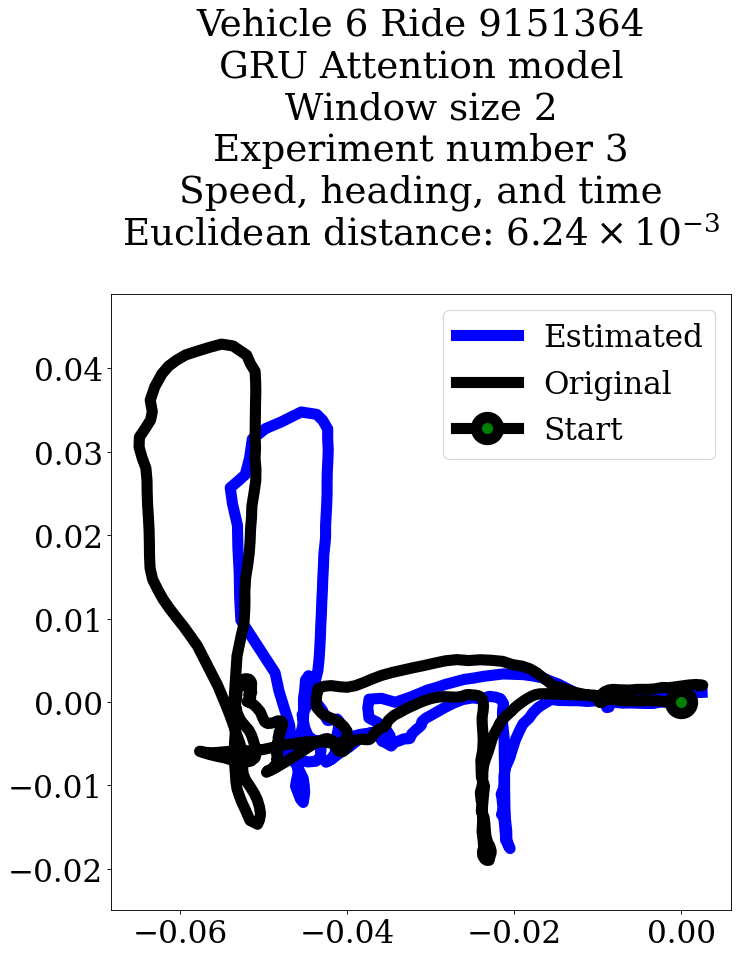 Vehicle 6 Ride 9151364
GRU Attention model
Window size 2
Experiment number 3
Speed, heading, and time
Euclidean distance: 6.24 × 10⁻³
Estimated
Original
Start
0.04
0.03
0.02
0.01
0.00
−0.01
−0.02
−0.06
−0.04
−0.02
0.00